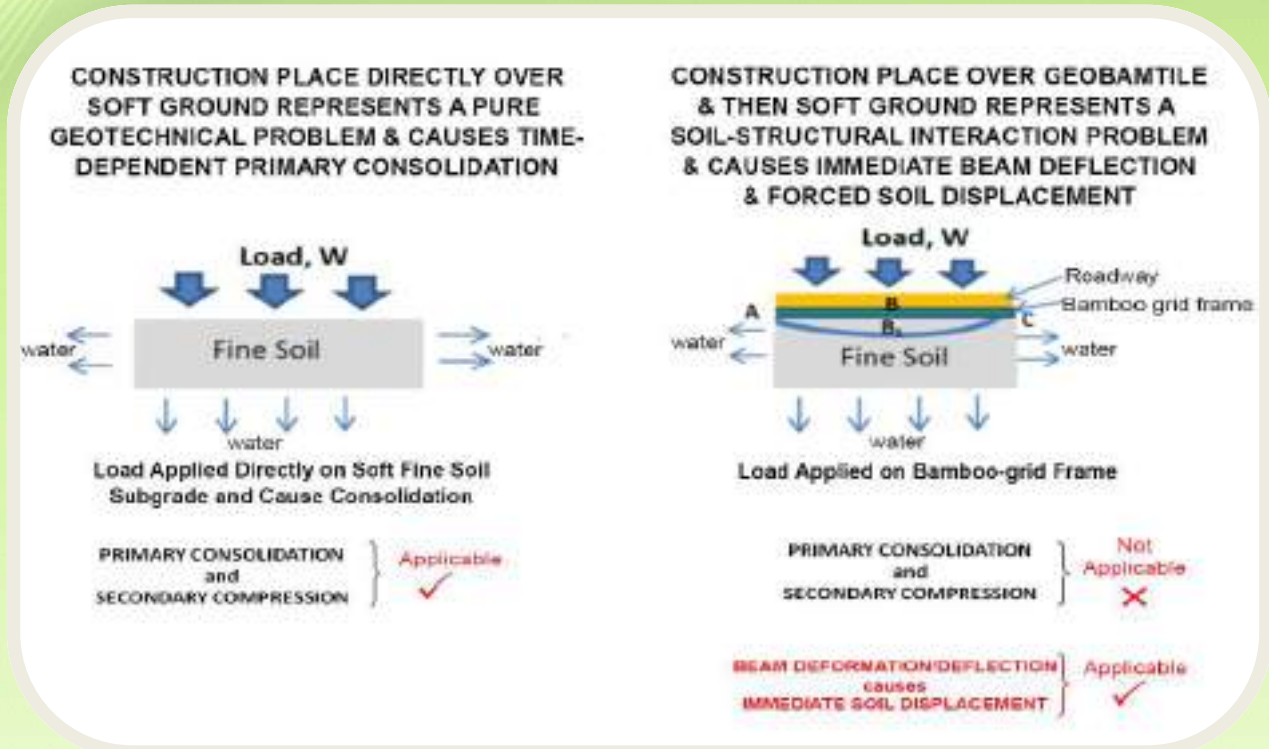 CONSTRUCTION PLACE DIRECTLY OVER
SOFT GROUND REPRESENTS A PURE
GEOTECHNICAL PROBLEM & CAUSES TIME-
DEPENDENT PRIMARY CONSOLIDATION
Load, W
water
Fine Soil
water
water
Load Applied Directly on Soft Fine Soil
Subgrade and Cause Consolidation
PRIMARY CONSOLIDATION
and
SECONDARY COMPRESSION
Applicable
CONSTRUCTION PLACE OVER GEOBAMTILE
& THEN SOFT GROUND REPRESENTS A
SOIL-STRUCTURAL INTERACTION PROBLEM
& CAUSES IMMEDIATE BEAM DEFLECTION
& FORCED SOIL DISPLACEMENT
Load, W
Roadway
B
Bamboo grid frame
A
C
water
Fine Soil
water
water
Load Applied on Bamboo-grid Frame
PRIMARY CONSOLIDATION
and
SECONDARY COMPRESSION
Not
Applicable
BEAM DEFORMATION/DEFLECTION
causes
IMMEDIATE SOIL DISPLACEMENT
Applicable